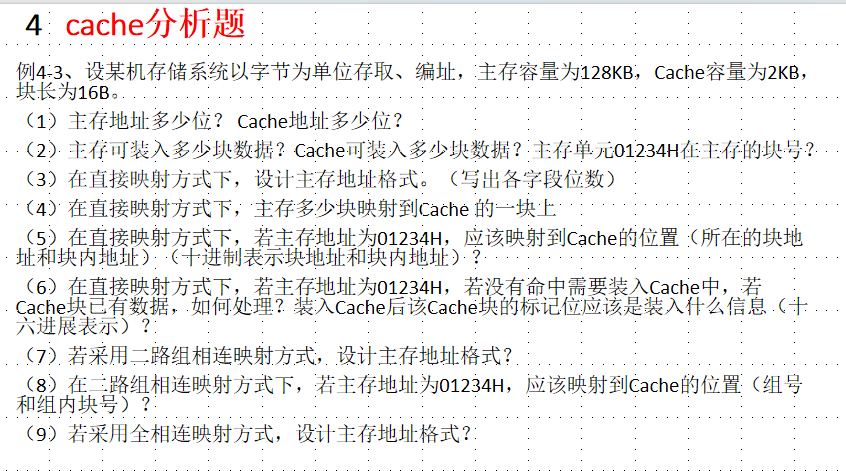 4 cache分析题
例4-3、设某机存储系统以字节为单位存取、编址，主存容量为128KB，Cache容量为2KB，
块长为16B。
（1）主存地址多少位？ Cache地址多少位？
（2）主存可装入多少块数据？Cache可装入多少块数据？主存单元01234H在主存的块号？
（3）在直接映射方式下，设计主存地址格式。（写出各字段位数）
（4）在直接映射方式下，主存多少块映射到Cache 的一块上
（5）在直接映射方式下，若主存地址为01234H，应该映射到Cache的位置（所在的块地
址和块内地址）（十进制表示块地址和块内地址）？
（6）在直接映射方式下，若主存地址为01234H，若没有命中需要装入Cache中，若
Cache块已有数据，如何处理？装入Cache后该Cache块的标记位应该是装入什么信息（十
六进展表示）？
（7）若采用二路组相连映射方式，设计主存地址格式？
（8）在二路组相连映射方式下，若主存地址为01234H，应该映射到Cache的位置（组号
和组内块号）？
（9）若采用全相连映射方式，设计主存地址格式？